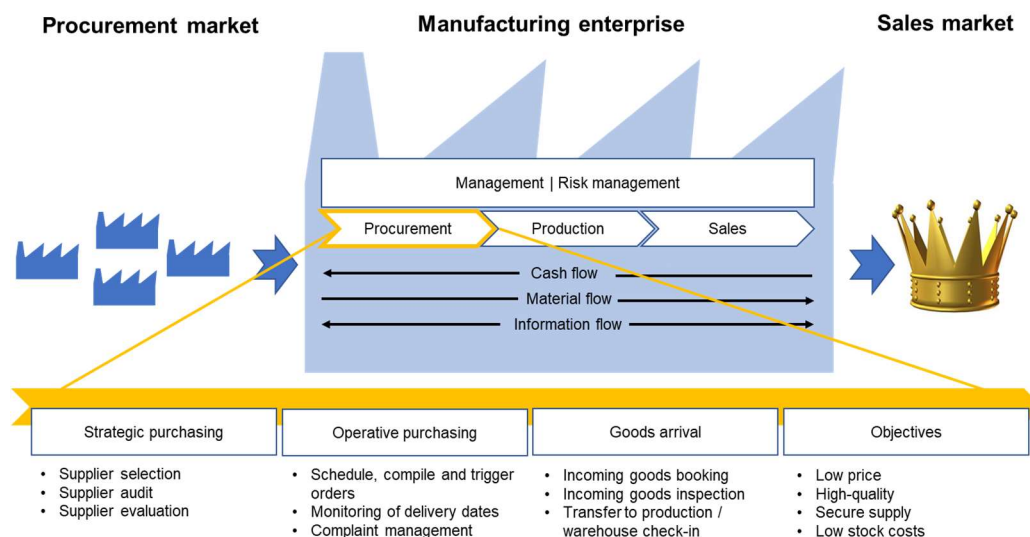 Procurement market
Manufacturing enterprise
Sales market
Management | Risk management
Procurement
Production
Sales
Cash flow
Material flow
Information flow
Strategic purchasing
• Supplier selection
• Supplier audit
• Supplier evaluation
Operative purchasing
• Schedule, compile and trigger
orders
• Monitoring of delivery dates
• Complaint management
Goods arrival
• Incoming goods booking
• Incoming goods inspection
• Transfer to production /
warehouse check-in
Objectives
• Low price
• High-quality
• Secure supply
• Low stock costs